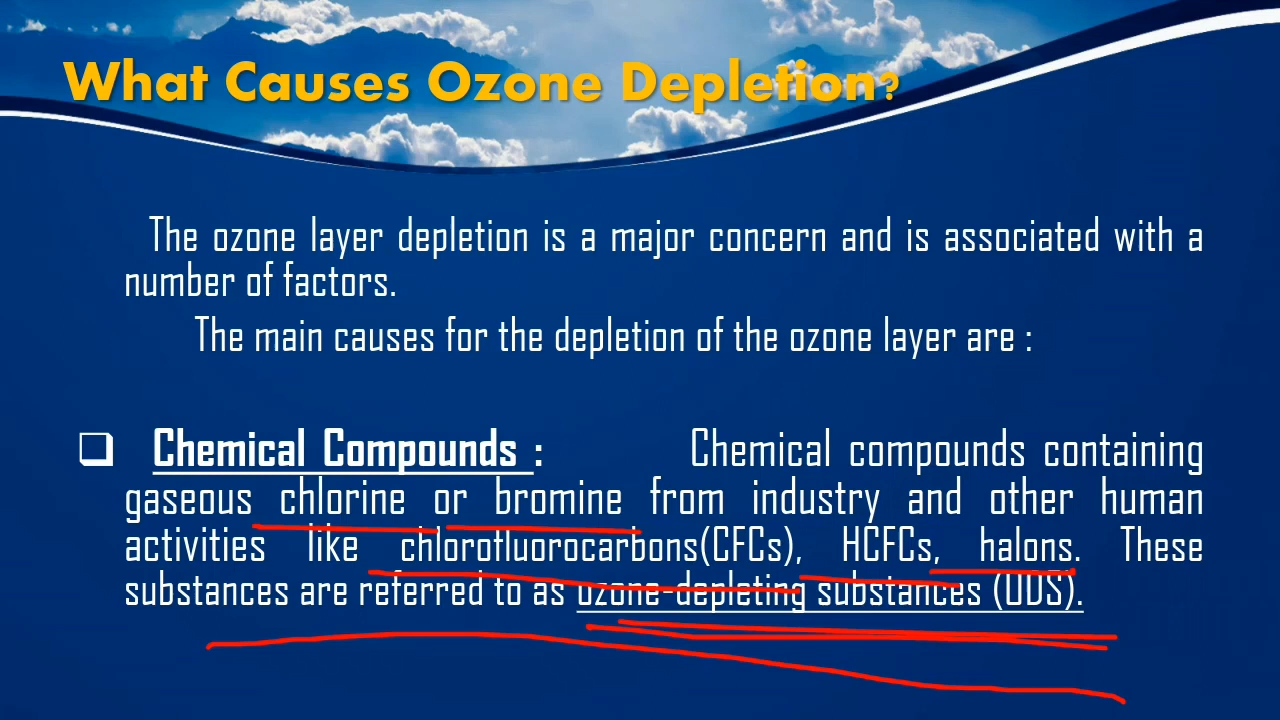 What Causes Ozone Depletion?
The ozone layer depletion is a major concern and is associated with a
number of factors.
The main causes for the depletion of the ozone layer are :
Chemical Compounds : Chemical compounds containing
gaseous chlorine or bromine from industry and other human
activities like chlorofluorocarbons(CFCs), HCFCs, halons. These
substances are referred to as ozone-depleting substances (ODS).